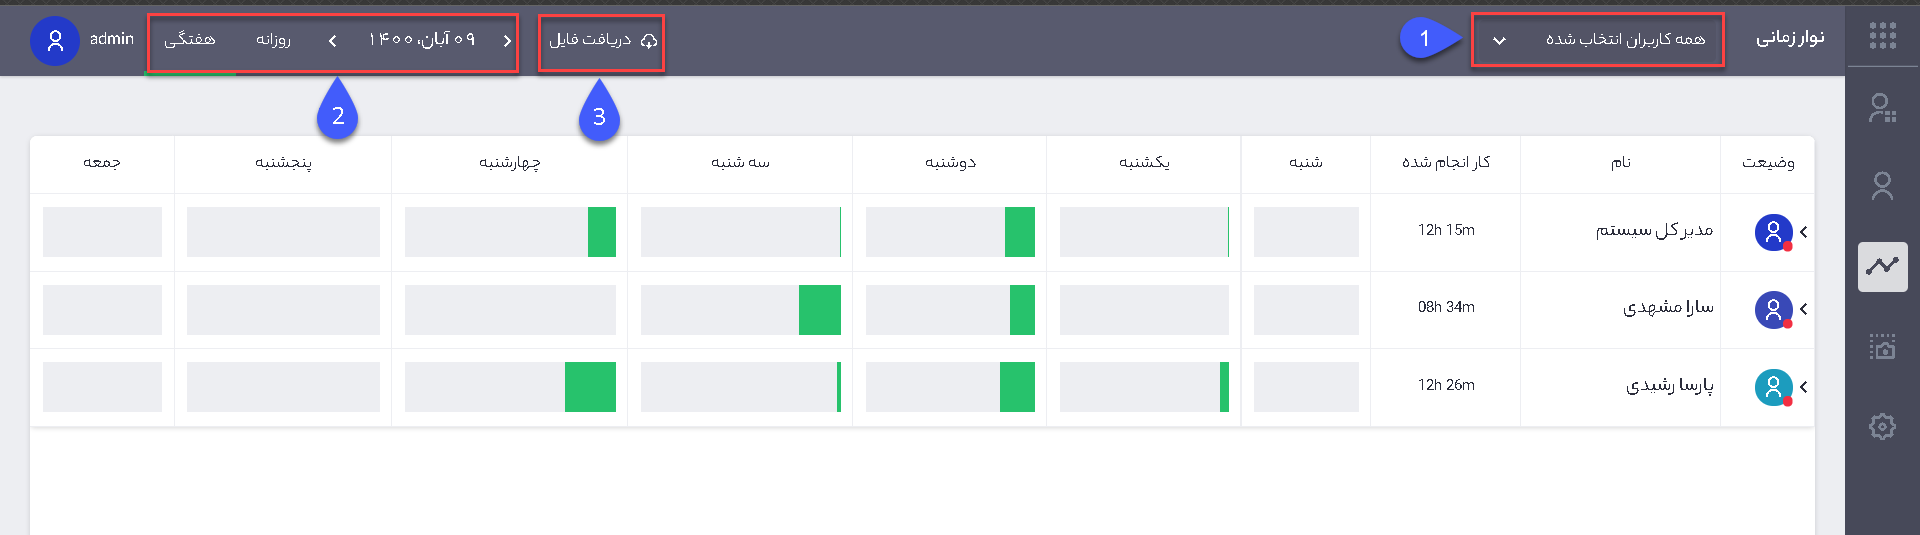 نوار زمانی
همه کاربران انتخاب شده
1
دریافت فایل
3
۰۹ آبان، ۱۴۰۰
روزانه
هفتگی
2
admin
وضیعت نام کار انجام شده شنبه یکشنبه دوشنبه سه شنبه چهارشنبه پنجشنبه جمعه
مدیر کل سیستم 12h 15m
سارا مشهدی 08h 34m
پارسا رشیدی 12h 26m